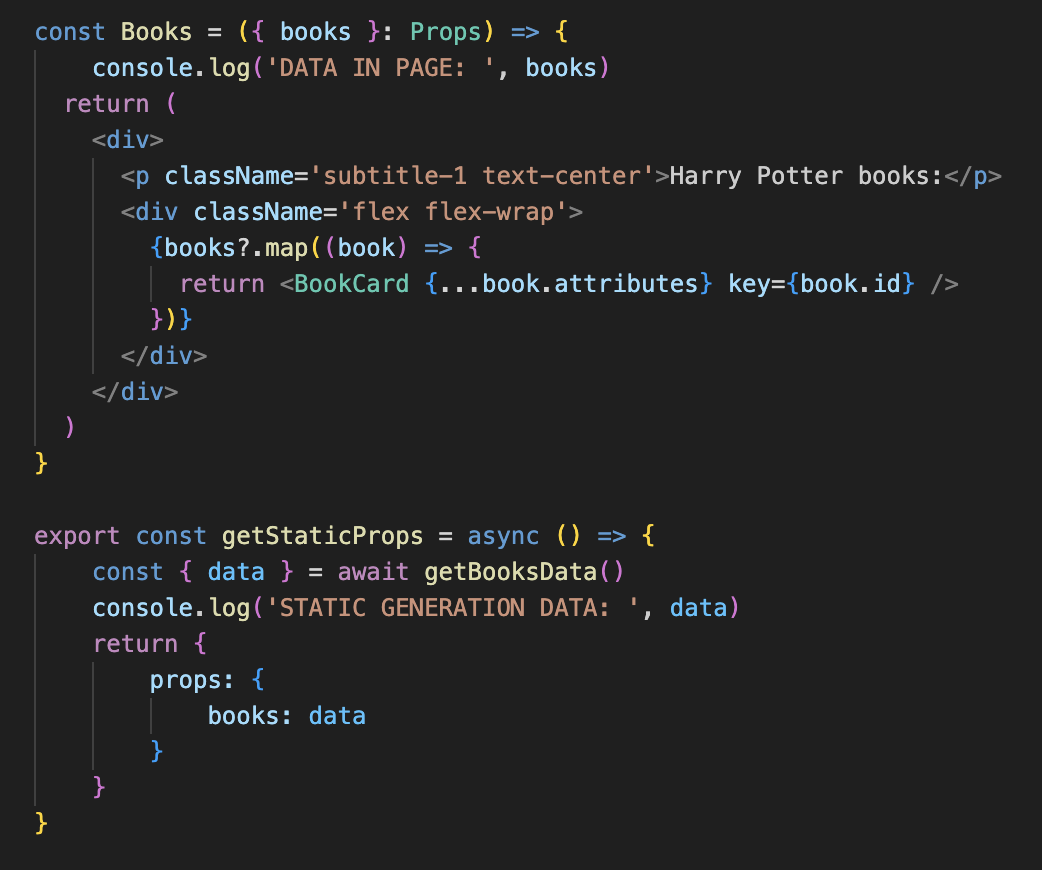 const Books = ({ books }: Props) => {
    console.log('DATA IN PAGE: ', books)
  return (
    <div>
      <p className='subtitle-1 text-center'>Harry Potter books:</p>
      <div className='flex flex-wrap'>
        {books?.map((book) => {
          return <BookCard {...book.attributes} key={book.id} />
        })}
      </div>
    </div>
  )
}

export const getStaticProps = async () => {
    const { data } = await getBooksData()
    console.log('STATIC GENERATION DATA: ', data)
    return {
        props: {
            books: data
        }
    }
}